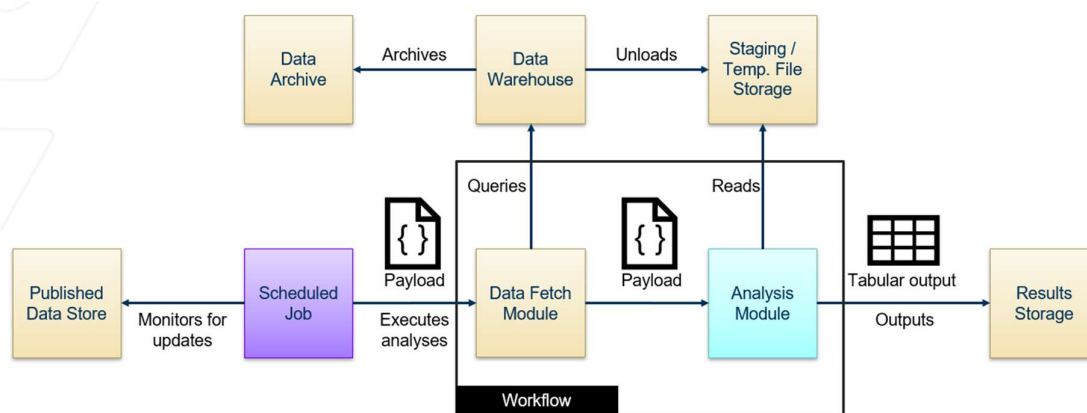 Data
Archive
Archives
Data
Warehouse
Unloads
Staging /
Temp. File
Storage
Queries
Reads
{ }
{ }
Published
Data Store
Monitors for
updates
Scheduled
Job
Payload
Executes
analyses
Data Fetch
Module
Payload
Analysis
Module
Tabular output
Outputs
Results
Storage
Workflow